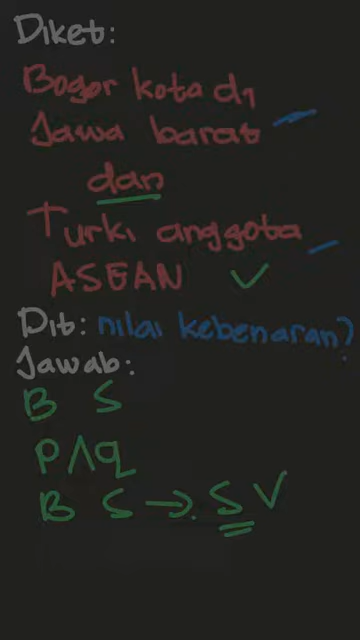 Diket:
Bogor kota di
Jawa barat
dan
Turki anggota
ASEAN ✓
Dit: nilai kebenaran?
Jawab:
B S
P∧q
B S → S ✓